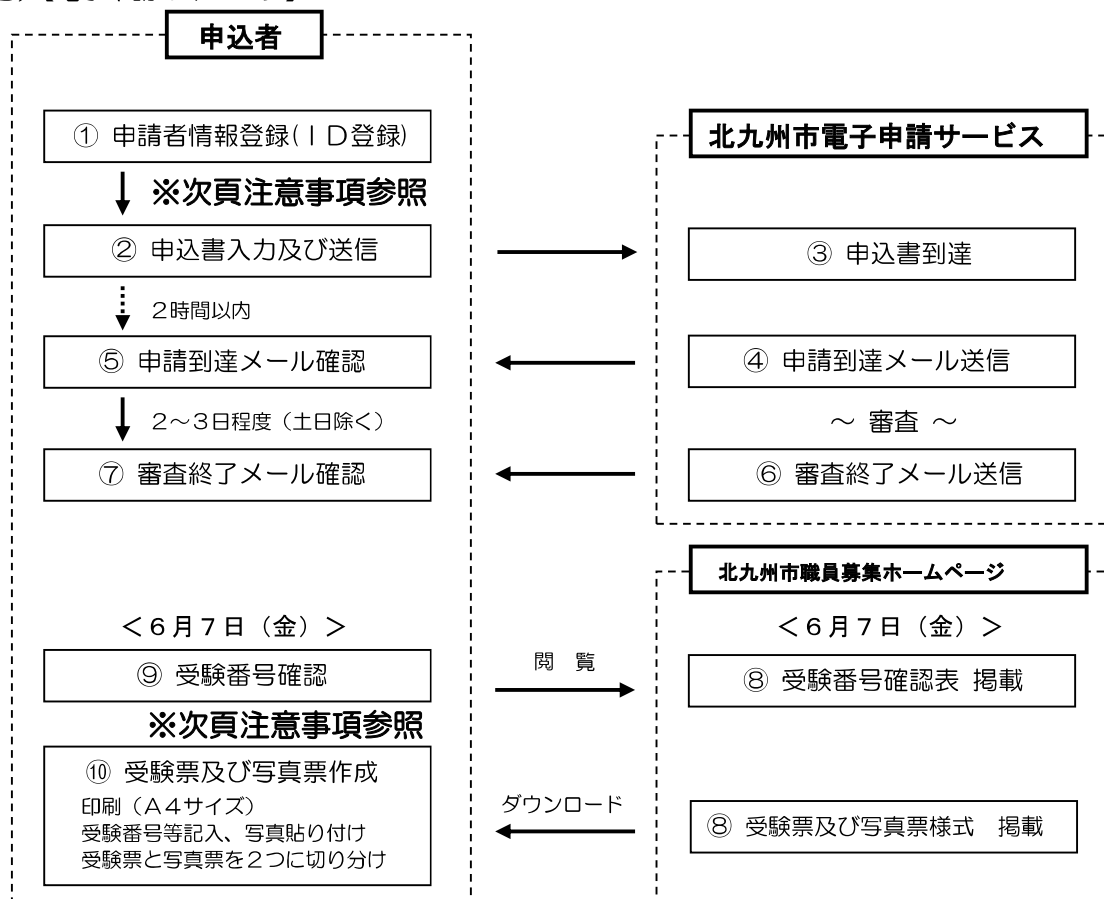 申込者
① 申請者情報登録(ＩＤ登録)
※次頁注意事項参照
② 申込書入力及び送信
２時間以内
⑤ 申請到達メール確認
２～３日程度（土日除く）
⑦ 審査終了メール確認
＜６月７日（金）＞
⑨ 受験番号確認
※次頁注意事項参照
⑩ 受験票及び写真票作成
印刷（Ａ４サイズ）
受験番号等記入、写真貼り付け
受験票と写真票を２つに切り分け
閲　覧
ダウンロード
北九州市電子申請サービス
③ 申込書到達
④ 申請到達メール送信
～ 審査 ～
⑥ 審査終了メール送信
北九州市職員募集ホームページ
＜６月７日（金）＞
⑧ 受験番号確認表 掲載
⑧ 受験票及び写真票様式　掲載